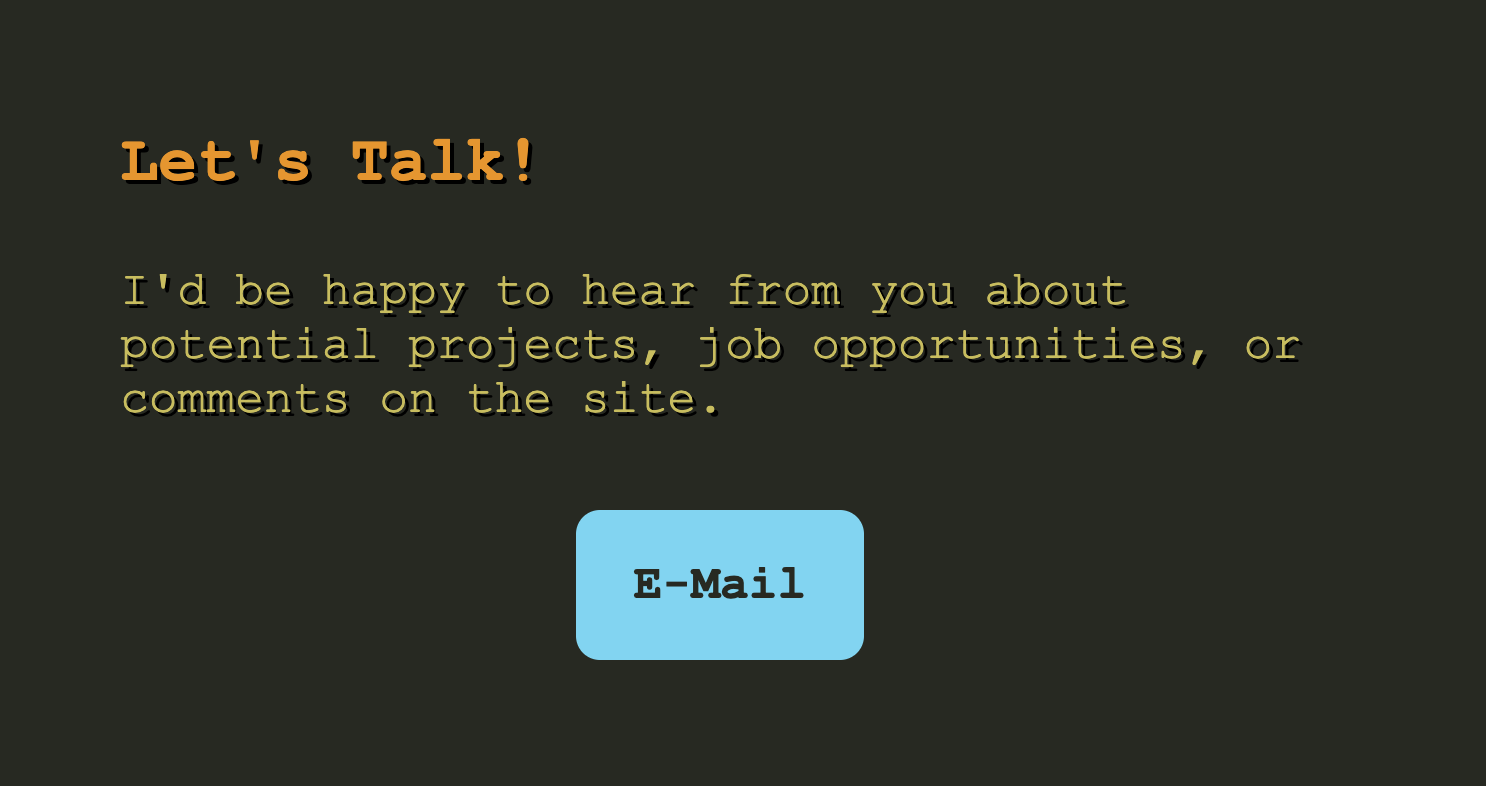 Let's Talk!
I'd be happy to hear from you about
potential projects, job opportunities, or
comments on the site.
E-Mail